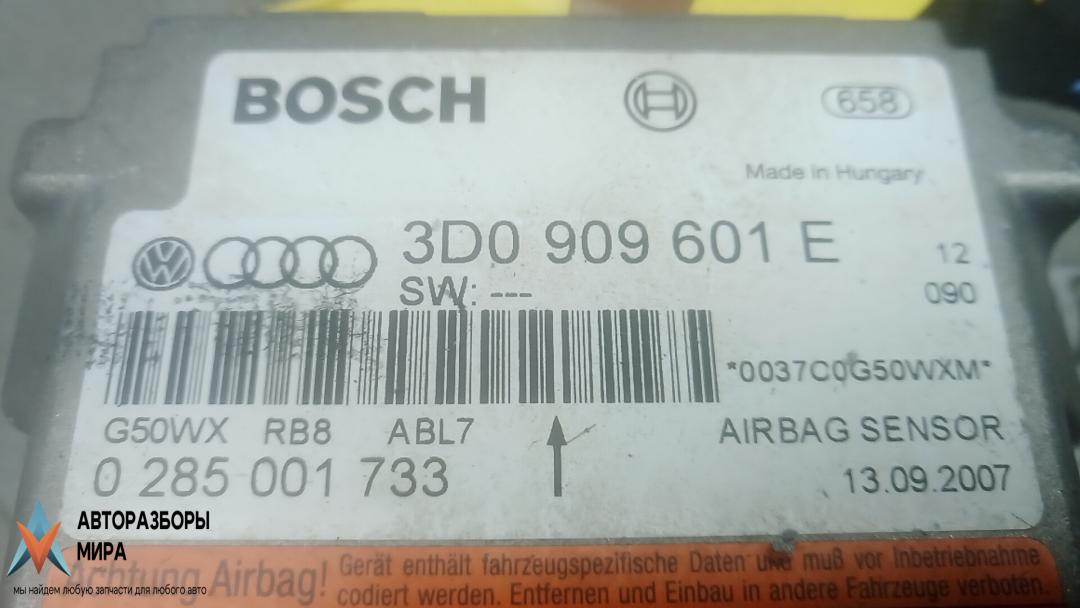 BOSCH
658
Made in Hungary
3D0 909 601 E
12
SW: ---
090
*0037C0G50WXM*
G50WX RB8 ABL7
AIRBAG SENSOR
0 285 001 733
13.09.2007
АВТОРАЗБОРЫ
МИРА
мы найдем любую запчасти для любого авто
Achtung Airbag!
Gerät enthält fahrzeugspezifische Daten und muß vor Inbetriebnahme
codiert werden. Entfernen und Einbau in andere Fahrzeuge verboten.